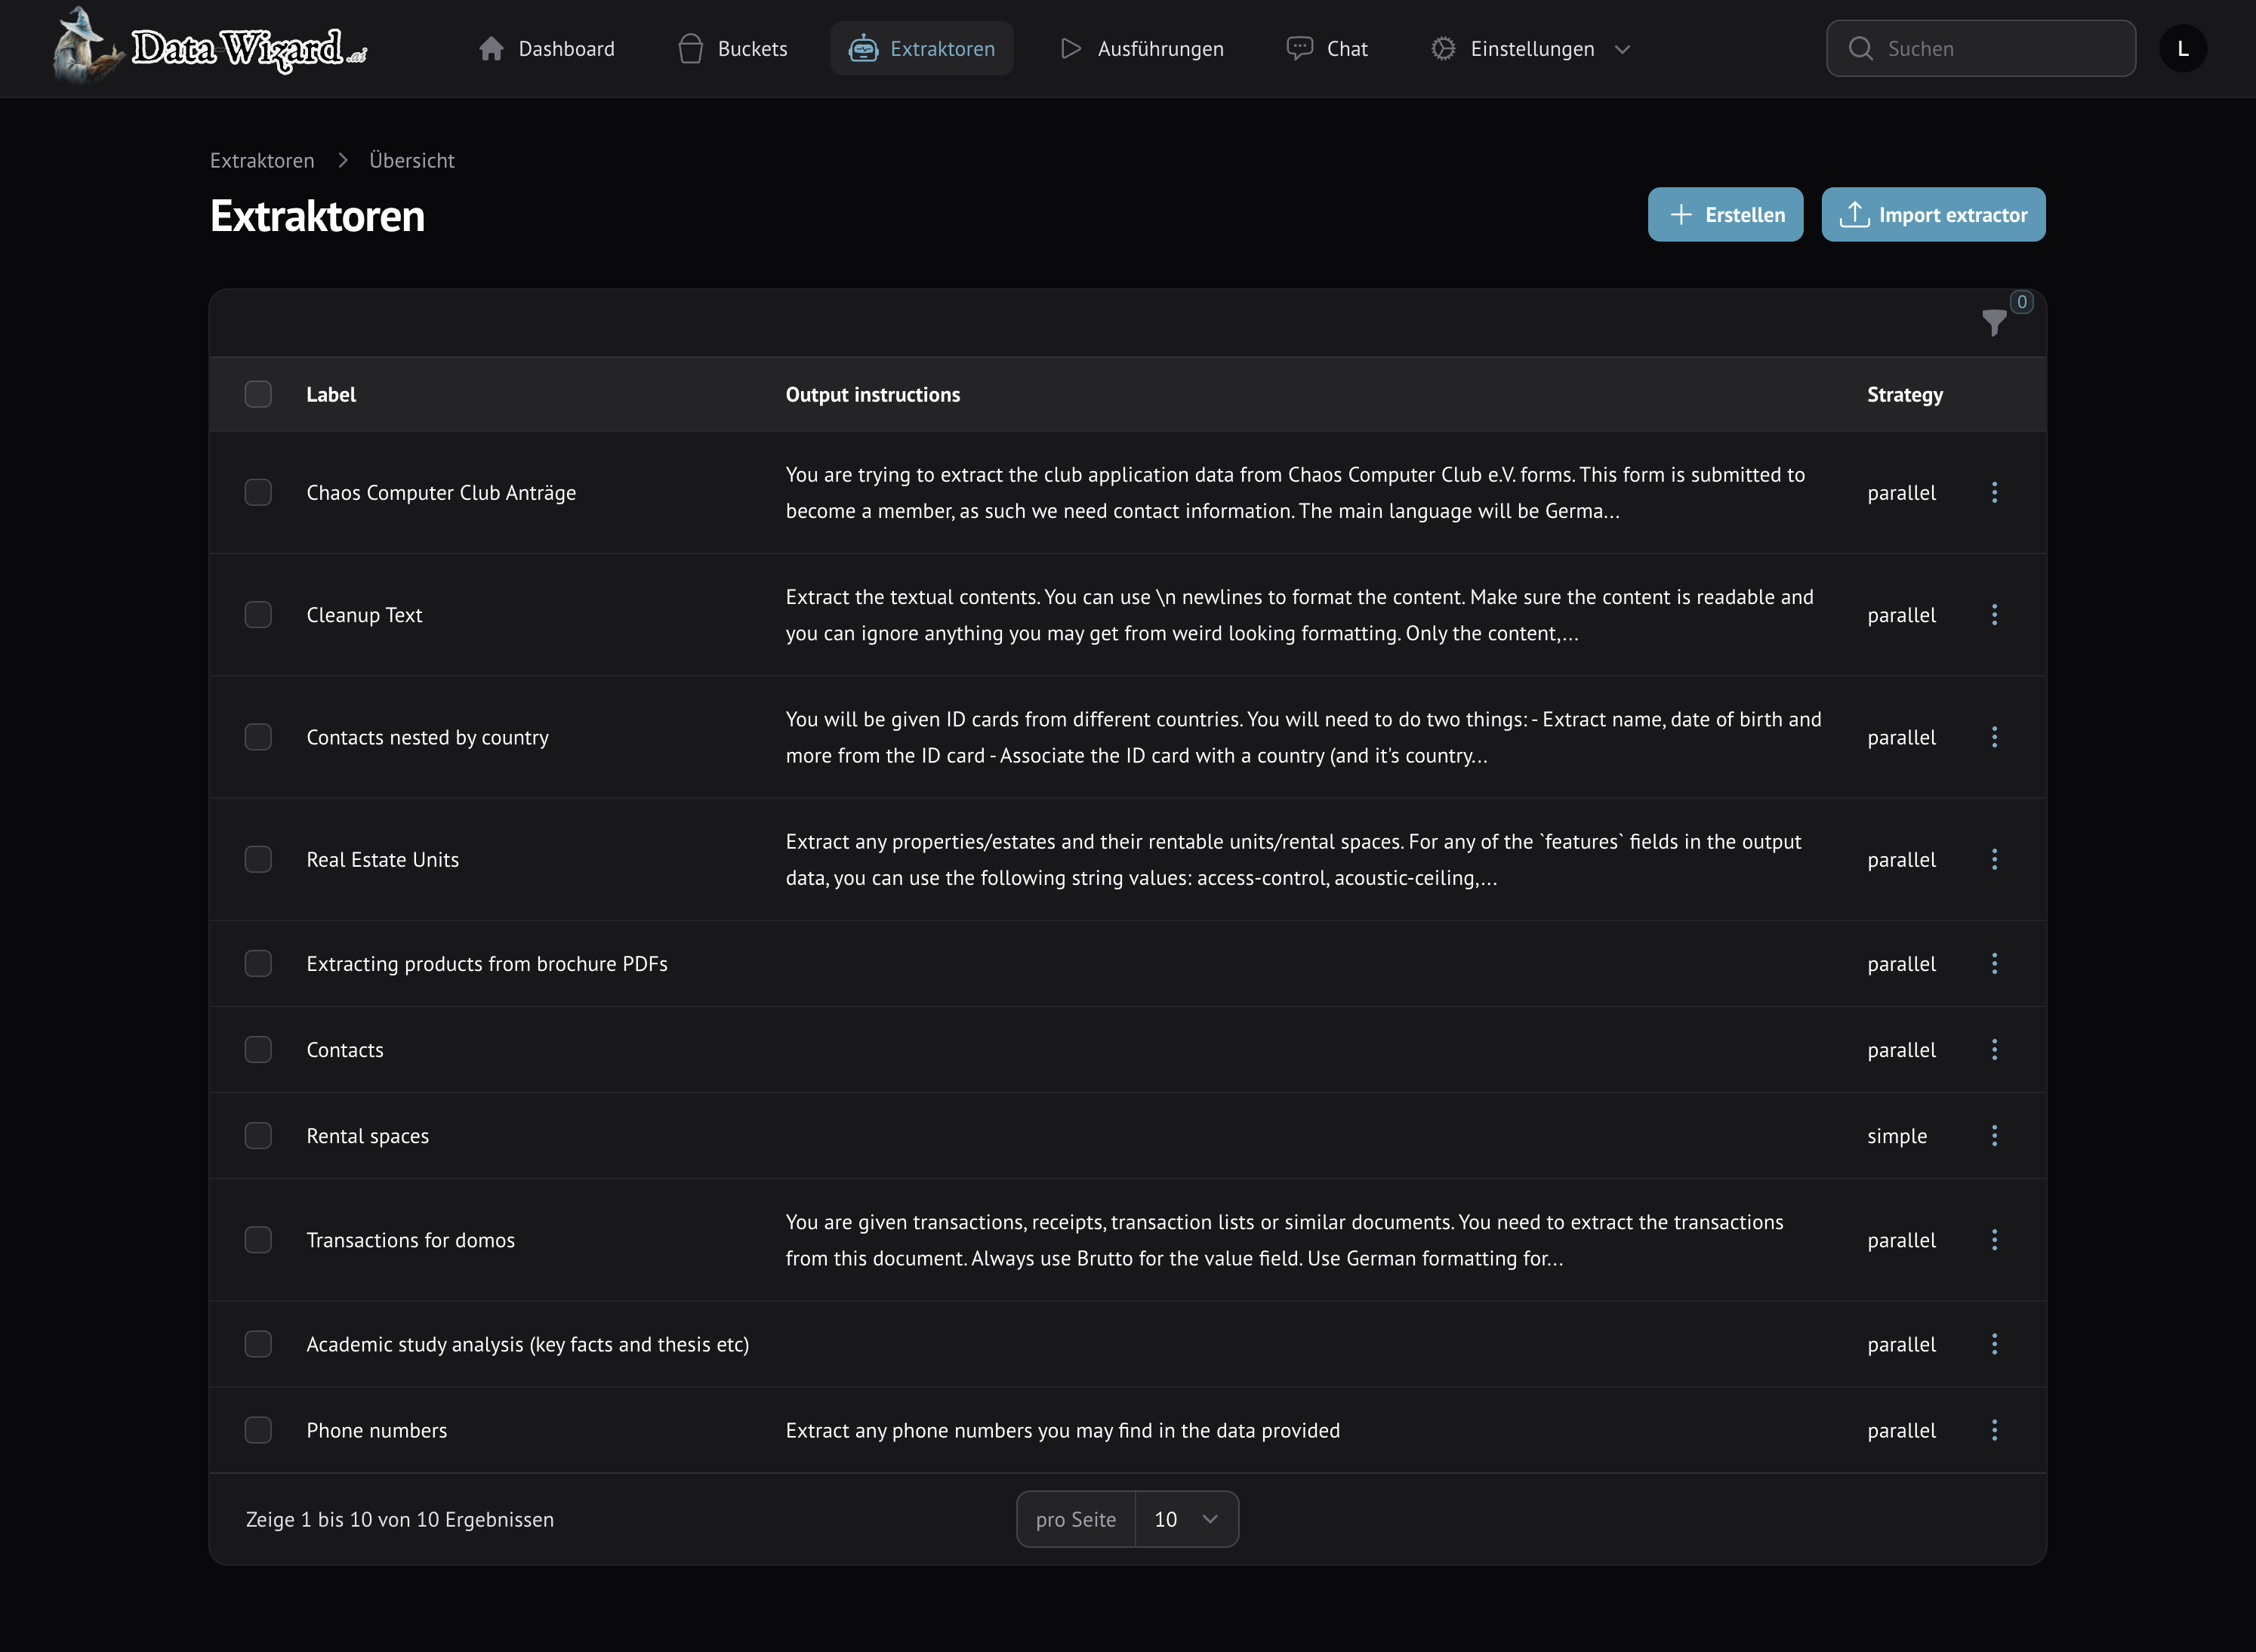 Data Wizard.ai
Dashboard
Buckets
Extraktoren
Ausführungen
Chat
Einstellungen
Suchen
L
Extraktoren > Übersicht
Extraktoren
Erstellen
Import extractor
0
Label Output instructions Strategy
Chaos Computer Club Anträge
You are trying to extract the club application data from Chaos Computer Club e.V. forms. This form is submitted to
become a member, as such we need contact information. The main language will be Germa...
parallel
Cleanup Text
Extract the textual contents. You can use \n newlines to format the content. Make sure the content is readable and
you can ignore anything you may get from weird looking formatting. Only the content,...
parallel
Contacts nested by country
You will be given ID cards from different countries. You will need to do two things: - Extract name, date of birth and
more from the ID card - Associate the ID card with a country (and it's country...
parallel
Real Estate Units
Extract any properties/estates and their rentable units/rental spaces. For any of the `features` fields in the output
data, you can use the following string values: access-control, acoustic-ceiling,...
parallel
Extracting products from brochure PDFs
parallel
Contacts
parallel
Rental spaces
simple
Transactions for domos
You are given transactions, receipts, transaction lists or similar documents. You need to extract the transactions
from this document. Always use Brutto for the value field. Use German formatting for...
parallel
Academic study analysis (key facts and thesis etc)
parallel
Phone numbers
Extract any phone numbers you may find in the data provided
parallel
Zeige 1 bis 10 von 10 Ergebnissen
pro Seite 10